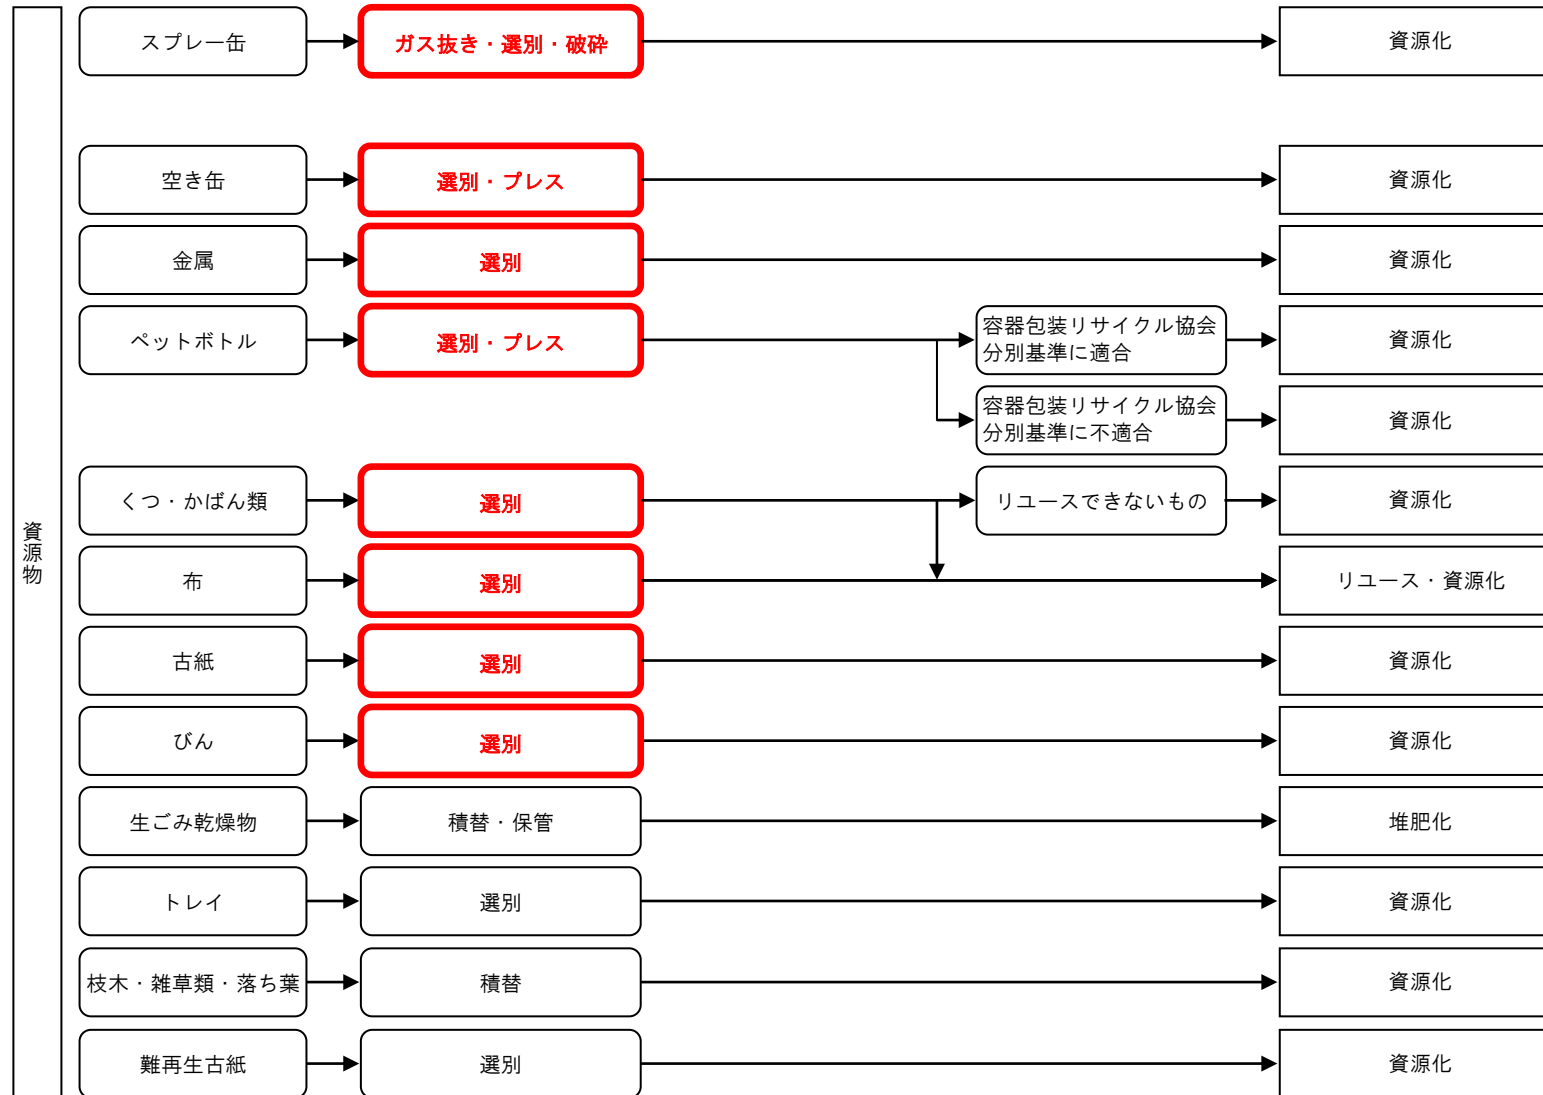 資源物
スプレー缶
ガス抜き・選別・破砕
資源化
空き缶
選別・プレス
資源化
金属
選別
資源化
ペットボトル
選別・プレス
容器包装リサイクル協会
分別基準に適合
資源化
容器包装リサイクル協会
分別基準に不適合
資源化
くつ・かばん類
選別
リユースできないもの
資源化
布
選別
リユース・資源化
古紙
選別
資源化
びん
選別
資源化
生ごみ乾燥物
積替・保管
堆肥化
トレイ
選別
資源化
枝木・雑草類・落ち葉
積替
資源化
難再生古紙
選別
資源化